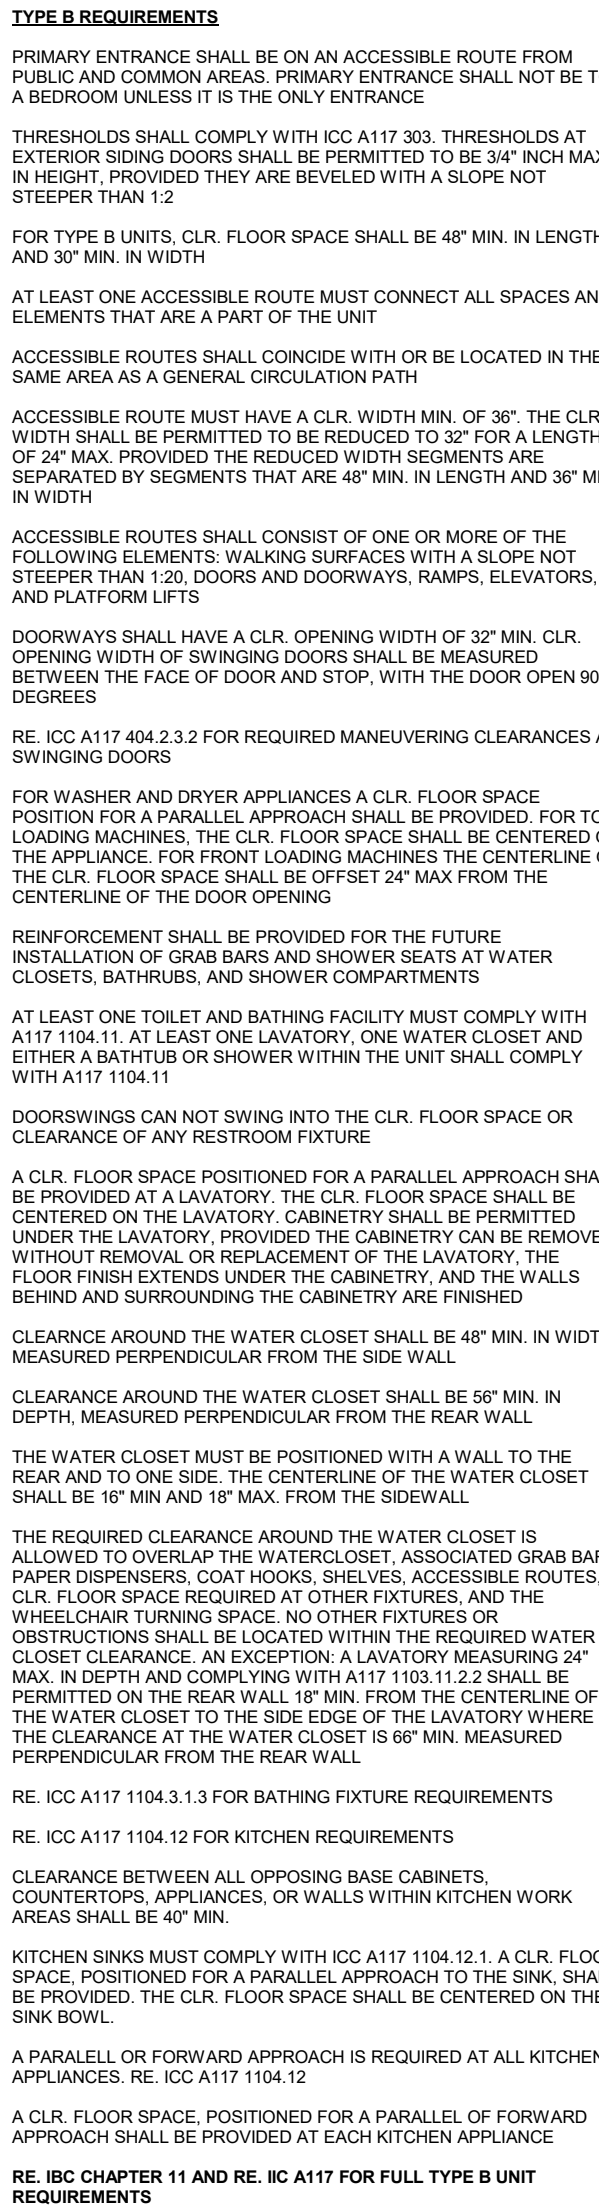 TYPE B REQUIREMENTS
PRIMARY ENTRANCE SHALL BE ON AN ACCESSIBLE ROUTE FROM
PUBLIC AND COMMON AREAS. PRIMARY ENTRANCE SHALL NOT BE T
A BEDROOM UNLESS IT IS THE ONLY ENTRANCE
THRESHOLDS SHALL COMPLY WITH ICC A117 303. THRESHOLDS AT
EXTERIOR SIDING DOORS SHALL BE PERMITTED TO BE 3/4" INCH MAX
IN HEIGHT, PROVIDED THEY ARE BEVELED WITH A SLOPE NOT
STEEPER THAN 1:2
FOR TYPE B UNITS, CLR. FLOOR SPACE SHALL BE 48" MIN. IN LENGTH
AND 30" MIN. IN WIDTH
AT LEAST ONE ACCESSIBLE ROUTE MUST CONNECT ALL SPACES AN
ELEMENTS THAT ARE A PART OF THE UNIT
ACCESSIBLE ROUTES SHALL COINCIDE WITH OR BE LOCATED IN THE
SAME AREA AS A GENERAL CIRCULATION PATH
ACCESSIBLE ROUTE MUST HAVE A CLR. WIDTH MIN. OF 36". THE CLR
WIDTH SHALL BE PERMITTED TO BE REDUCED TO 32" FOR A LENGTH
OF 24" MAX. PROVIDED THE REDUCED WIDTH SEGMENTS ARE
SEPARATED BY SEGMENTS THAT ARE 48" MIN. IN LENGTH AND 36" MI
IN WIDTH
ACCESSIBLE ROUTES SHALL CONSIST OF ONE OR MORE OF THE
FOLLOWING ELEMENTS: WALKING SURFACES WITH A SLOPE NOT
STEEPER THAN 1:20, DOORS AND DOORWAYS, RAMPS, ELEVATORS,
AND PLATFORM LIFTS
DOORWAYS SHALL HAVE A CLR. OPENING WIDTH OF 32" MIN. CLR.
OPENING WIDTH OF SWINGING DOORS SHALL BE MEASURED
BETWEEN THE FACE OF DOOR AND STOP, WITH THE DOOR OPEN 90
DEGREES
RE. ICC A117 404.2.3.2 FOR REQUIRED MANEUVERING CLEARANCES A
SWINGING DOORS
FOR WASHER AND DRYER APPLIANCES A CLR. FLOOR SPACE
POSITION FOR A PARALLEL APPROACH SHALL BE PROVIDED. FOR TO
LOADING MACHINES, THE CLR. FLOOR SPACE SHALL BE CENTERED O
THE APPLIANCE. FOR FRONT LOADING MACHINES THE CENTERLINE O
THE CLR. FLOOR SPACE SHALL BE OFFSET 24" MAX FROM THE
CENTERLINE OF THE DOOR OPENING
REINFORCEMENT SHALL BE PROVIDED FOR THE FUTURE
INSTALLATION OF GRAB BARS AND SHOWER SEATS AT WATER
CLOSETS, BATHRUBS, AND SHOWER COMPARTMENTS
AT LEAST ONE TOILET AND BATHING FACILITY MUST COMPLY WITH
A117 1104.11. AT LEAST ONE LAVATORY, ONE WATER CLOSET AND
EITHER A BATHTUB OR SHOWER WITHIN THE UNIT SHALL COMPLY
WITH A117 1104.11
DOORSWINGS CAN NOT SWING INTO THE CLR. FLOOR SPACE OR
CLEARANCE OF ANY RESTROOM FIXTURE
A CLR. FLOOR SPACE POSITIONED FOR A PARALLEL APPROACH SHA
BE PROVIDED AT A LAVATORY. THE CLR. FLOOR SPACE SHALL BE
CENTERED ON THE LAVATORY. CABINETRY SHALL BE PERMITTED
UNDER THE LAVATORY, PROVIDED THE CABINETRY CAN BE REMOVE
WITHOUT REMOVAL OR REPLACEMENT OF THE LAVATORY, THE
FLOOR FINISH EXTENDS UNDER THE CABINETRY, AND THE WALLS
BEHIND AND SURROUNDING THE CABINETRY ARE FINISHED
CLEARNCE AROUND THE WATER CLOSET SHALL BE 48" MIN. IN WIDT
MEASURED PERPENDICULAR FROM THE SIDE WALL
CLEARANCE AROUND THE WATER CLOSET SHALL BE 56" MIN. IN
DEPTH, MEASURED PERPENDICULAR FROM THE REAR WALL
THE WATER CLOSET MUST BE POSITIONED WITH A WALL TO THE
REAR AND TO ONE SIDE. THE CENTERLINE OF THE WATER CLOSET
SHALL BE 16" MIN AND 18" MAX. FROM THE SIDEWALL
THE REQUIRED CLEARANCE AROUND THE WATER CLOSET IS
ALLOWED TO OVERLAP THE WATERCLOSET, ASSOCIATED GRAB BAR
PAPER DISPENSERS, COAT HOOKS, SHELVES, ACCESSIBLE ROUTES,
CLR. FLOOR SPACE REQUIRED AT OTHER FIXTURES, AND THE
WHEELCHAIR TURNING SPACE. NO OTHER FIXTURES OR
OBSTRUCTIONS SHALL BE LOCATED WITHIN THE REQUIRED WATER
CLOSET CLEARANCE. AN EXCEPTION: A LAVATORY MEASURING 24"
MAX. IN DEPTH AND COMPLYING WITH A117 1103.11.2.2 SHALL BE
PERMITTED ON THE REAR WALL 18" MIN. FROM THE CENTERLINE OF
THE WATER CLOSET TO THE SIDE EDGE OF THE LAVATORY WHERE
THE CLEARANCE AT THE WATER CLOSET IS 66" MIN. MEASURED
PERPENDICULAR FROM THE REAR WALL
RE. ICC A117 1104.3.1.3 FOR BATHING FIXTURE REQUIREMENTS
RE. ICC A117 1104.12 FOR KITCHEN REQUIREMENTS
CLEARANCE BETWEEN ALL OPPOSING BASE CABINETS,
COUNTERTOPS, APPLIANCES, OR WALLS WITHIN KITCHEN WORK
AREAS SHALL BE 40" MIN.
KITCHEN SINKS MUST COMPLY WITH ICC A117 1104.12.1. A CLR. FLOO
SPACE, POSITIONED FOR A PARALLEL APPROACH TO THE SINK, SHAL
BE PROVIDED. THE CLR. FLOOR SPACE SHALL BE CENTERED ON THE
SINK BOWL.
A PARALELL OR FORWARD APPROACH IS REQUIRED AT ALL KITCHEN
APPLIANCES. RE. ICC A117 1104.12
A CLR. FLOOR SPACE, POSITIONED FOR A PARALLEL OF FORWARD
APPROACH SHALL BE PROVIDED AT EACH KITCHEN APPLIANCE
RE. IBC CHAPTER 11 AND RE. IIC A117 FOR FULL TYPE B UNIT
REQUIREMENTS